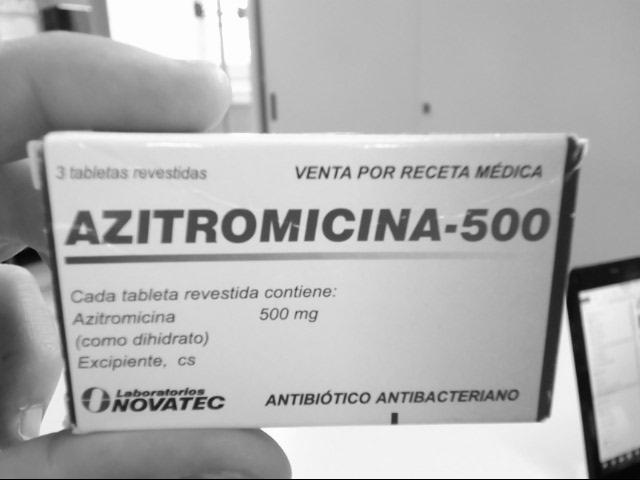 3 tabletas revestidas
VENTA POR RECETA MÉDICA
AZITROMICINA-500
Cada tableta revestida contiene:
Azitromicina 500 mg
(como dihidrato)
Excipiente, cs
Laboratorios
NOVATEC
ANTIBIÓTICO ANTIBACTERIANO